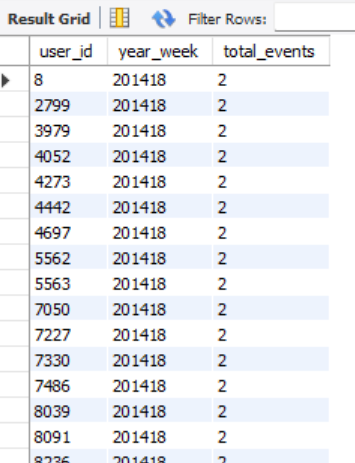 Result Grid Filter Rows:
user_id year_week total_events
8 201418 2
2799 201418 2
3979 201418 2
4052 201418 2
4273 201418 2
4442 201418 2
4697 201418 2
5562 201418 2
5563 201418 2
7050 201418 2
7227 201418 2
7330 201418 2
7486 201418 2
8039 201418 2
8091 201418 2
8236 201418 2